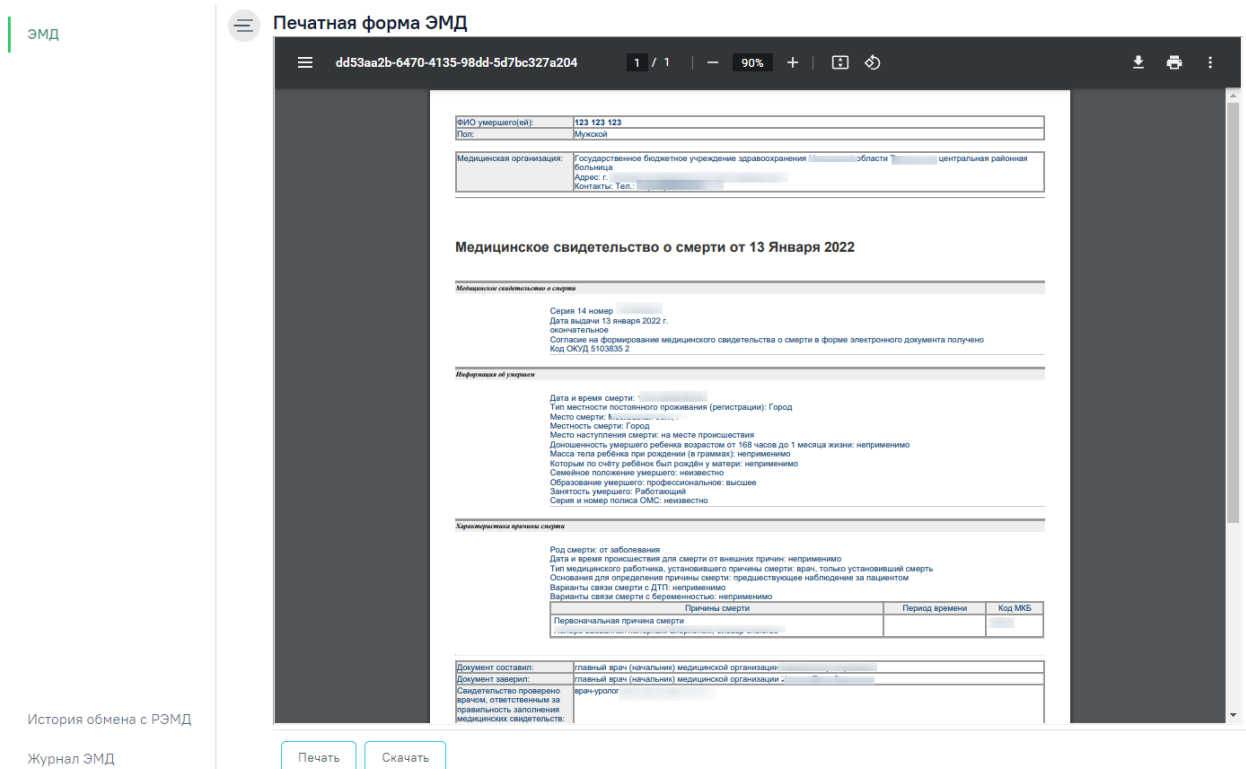 ЭМД
Печатная форма ЭМД
dd53aa2b-6470-4135-98dd-5d7bc327a204 1 / 1 − 90% +
ФИО умершего(ей): 123 123 123
Пол: Мужской
Медицинская организация: Государственное бюджетное учреждение здравоохранения области центральная районная
больница
Адрес: г.
Контакты: Тел.:
Медицинское свидетельство о смерти от 13 Января 2022
Медицинское свидетельство о смерти
Серия 14 номер
Дата выдачи 13 января 2022 г.
окончательное
Согласие на формирование медицинского свидетельства о смерти в форме электронного документа получено
Код ОКУД 5103835 2
Информация об умершем
Дата и время смерти:
Тип местности постоянного проживания (регистрации): Город
Место смерти:
Местность смерти: Город
Место наступления смерти: на месте происшествия
Доношенность умершего ребенка возрастом от 168 часов до 1 месяца жизни: неприменимо
Масса тела ребёнка при рождении (в граммах): неприменимо
Которым по счёту ребёнок был рождён у матери: неприменимо
Семейное положение умершего: неизвестно
Образование умершего: профессиональное: высшее
Занятость умершего: Работающий
Серия и номер полиса ОМС: неизвестно
Характеристика причины смерти
Род смерти: от заболевания
Дата и время происшествия для смерти от внешних причин: неприменимо
Тип медицинского работника, установившего причины смерти: врач, только установивший смерть
Основания для определения причины смерти: предшествующее наблюдение за пациентом
Варианты связи смерти с ДТП: неприменимо
Варианты связи смерти с беременностью: неприменимо
Причины смерти Период времени Код МКБ
Первоначальная причина смерти
Документ составил: главный врач (начальник) медицинской организации
Документ заверил: главный врач (начальник) медицинской организации
Свидетельство проверено врач-уролог
врачом, ответственным за
правильность заполнения
медицинских свидетельств:
История обмена с РЭМД
Журнал ЭМД
Печать
Скачать